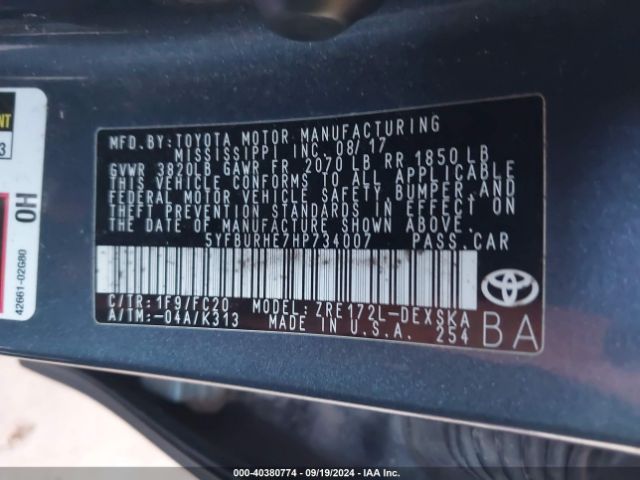 MFD. BY: TOYOTA MOTOR MANUFACTURING
MISSISSIPPI INC. 08/17
GVWR 3820LB GAWR FR 2070 LB RR 1850 LB
THIS VEHICLE CONFORMS TO ALL APPLICABLE
FEDERAL MOTOR VEHICLE SAFETY, BUMPER, AND
THEFT PREVENTION STANDARDS IN EFFECT ON
THE DATE OF MANUFACTURE SHOWN ABOVE.
5YFBURHE7HP734007 PASS.CAR
C/TR: 1F9/FC20 MODEL: ZRE172L-DEXSKA
A/TM: -04A/K313 MADE IN U.S.A. 254
BA
3
OH
42661-02G80
00 - 40380774 - 09/19/2024 - IAA Inc.